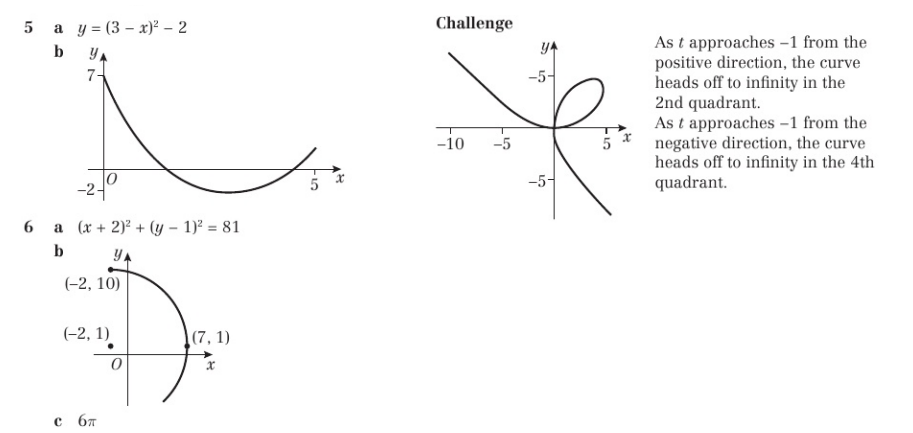 5 a y = (3 – x)² – 2
b
y
7
O
–2
5 x
6 a (x + 2)² + (y – 1)² = 81
b
y
(–2, 10)
(–2, 1)
(7, 1)
O
x
c 6π
Challenge
y
–5
–10 –5
5 x
–5
As t approaches –1 from the
positive direction, the curve
heads off to infinity in the
2nd quadrant.
As t approaches –1 from the
negative direction, the curve
heads off to infinity in the 4th
quadrant.